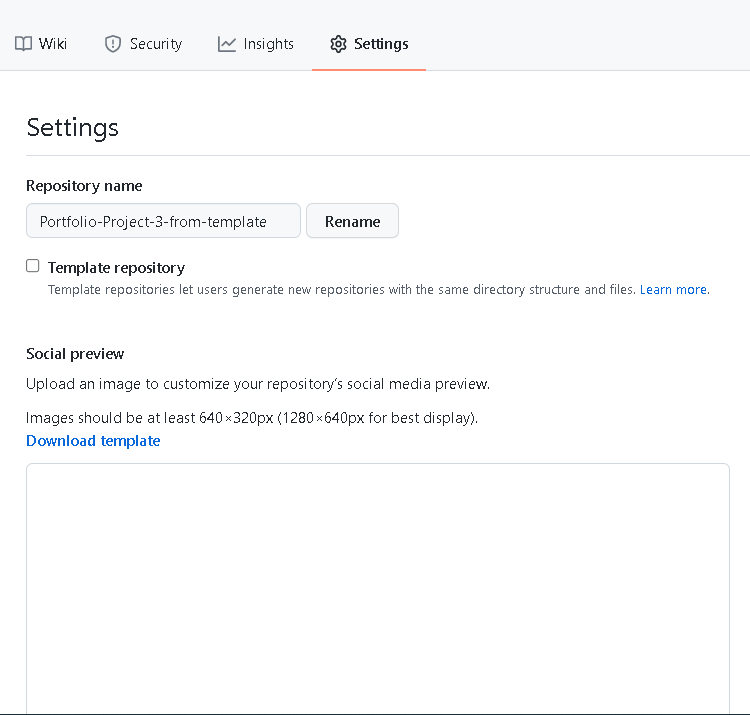 Wiki Security Insights Settings
Settings
Repository name
Portfolio-Project-3-from-template Rename
Template repository
Template repositories let users generate new repositories with the same directory structure and files. Learn more.
Social preview
Upload an image to customize your repository's social media preview.
Images should be at least 640×320px (1280×640px for best display).
Download template